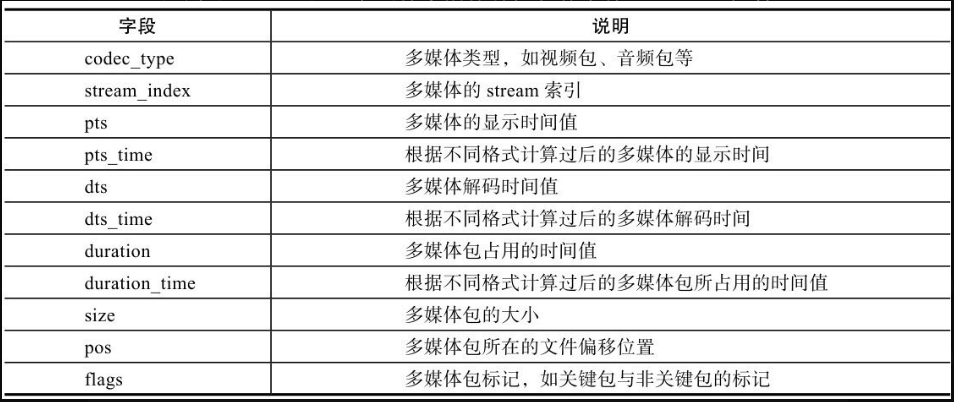 字段 说明
codec_type 多媒体类型，如视频包、音频包等
stream_index 多媒体的 stream 索引
pts 多媒体的显示时间值
pts_time 根据不同格式计算过后的多媒体的显示时间
dts 多媒体解码时间值
dts_time 根据不同格式计算过后的多媒体解码时间
duration 多媒体包占用的时间值
duration_time 根据不同格式计算过后的多媒体包所占用的时间值
size 多媒体包的大小
pos 多媒体包所在的文件偏移位置
flags 多媒体包标记，如关键包与非关键包的标记